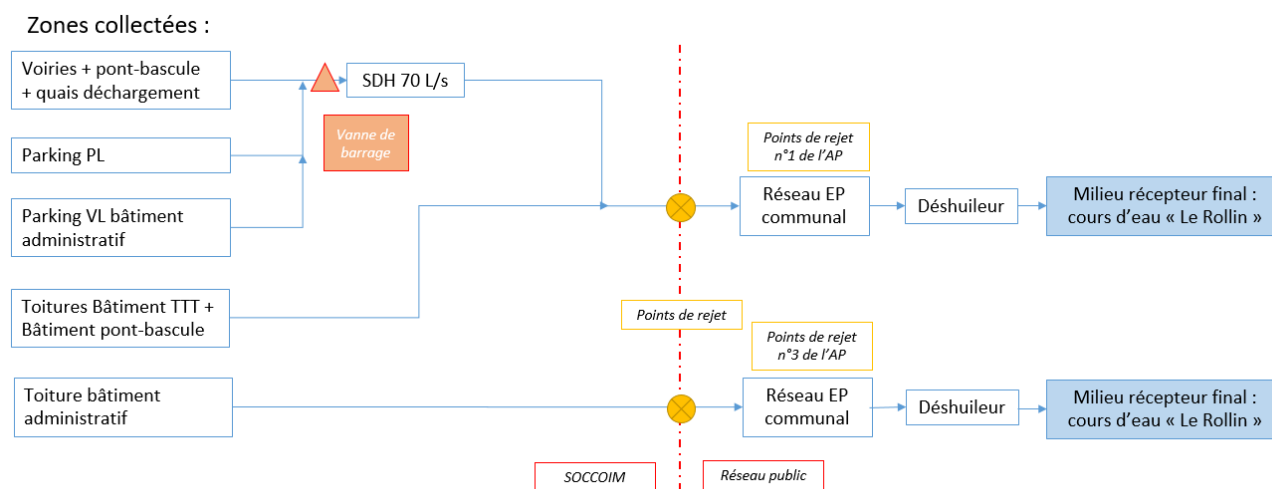 Zones collectées :
Voiries + pont-bascule
+ quais déchargement
SDH 70 L/s
Vanne de
barrage
Parking PL
Parking VL bâtiment
administratif
Points de rejet
n°1 de l'AP
Réseau EP
communal
Déshuileur
Milieu récepteur final :
cours d'eau « Le Rollin »
Toitures Bâtiment TTT +
Bâtiment pont-bascule
Points de rejet
Points de rejet
n°3 de l'AP
Toiture bâtiment
administratif
Réseau EP
communal
Déshuileur
Milieu récepteur final :
cours d'eau « Le Rollin »
SOCCOIM
Réseau public